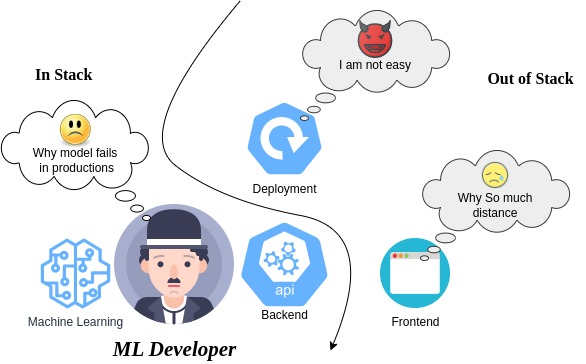 I am not easy
In Stack
Out of Stack
Why model fails
in productions
Deployment
Why So much
distance
api
Machine Learning
Backend
Frontend
ML Developer